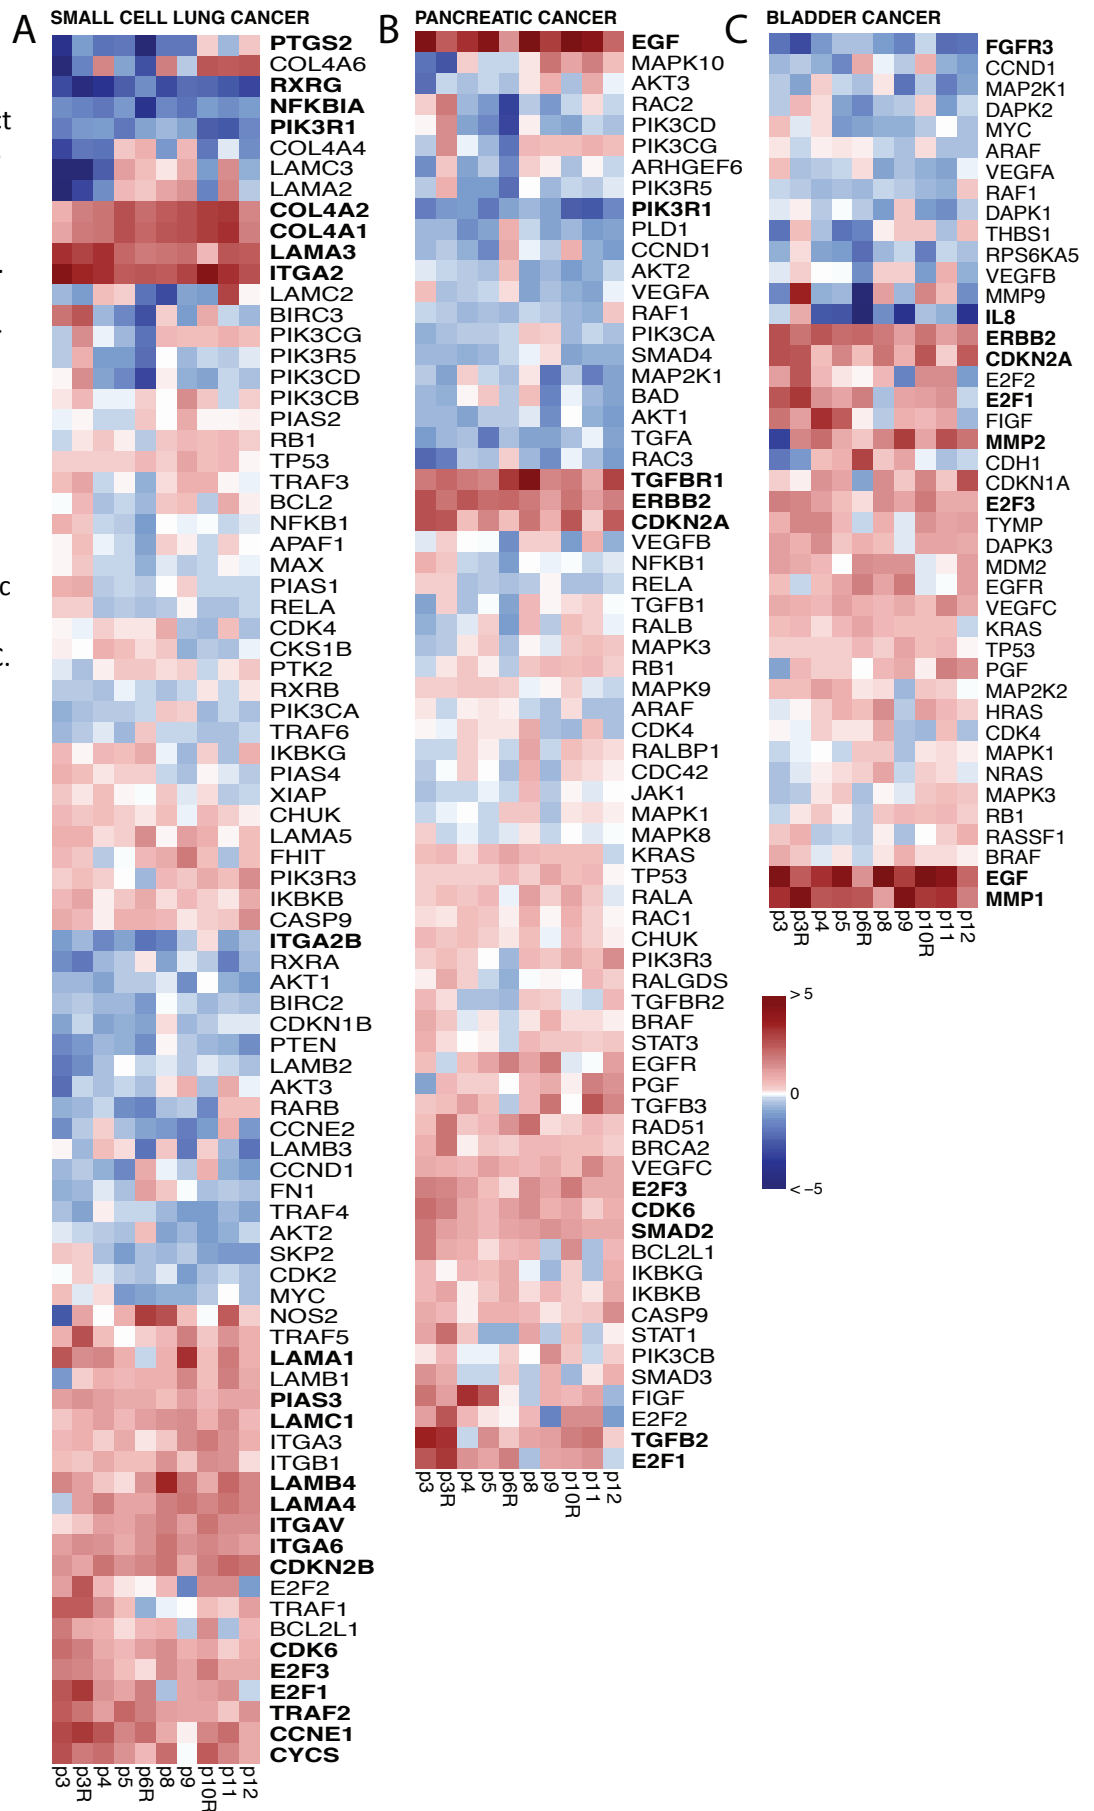 A SMALL CELL LUNG CANCER
PTGS2
COL4A6
RXRG
NFKBIA
PIK3R1
COL4A4
LAMC3
LAMA2
COL4A2
COL4A1
LAMA3
ITGA2
LAMC2
BIRC3
PIK3CG
PIK3R5
PIK3CD
PIK3CB
PIAS2
RB1
TP53
TRAF3
BCL2
NFKB1
APAF1
MAX
PIAS1
RELA
CDK4
CKS1B
PTK2
RXRB
PIK3CA
TRAF6
IKBKG
PIAS4
XIAP
CHUK
LAMA5
FHIT
PIK3R3
IKBKB
CASP9
ITGA2B
RXRA
AKT1
BIRC2
CDKN1B
PTEN
LAMB2
AKT3
RARB
CCNE2
LAMB3
CCND1
FN1
TRAF4
AKT2
SKP2
CDK2
MYC
NOS2
TRAF5
LAMA1
LAMB1
PIAS3
LAMC1
ITGA3
ITGB1
LAMB4
LAMA4
ITGAV
ITGA6
CDKN2B
E2F2
TRAF1
BCL2L1
CDK6
E2F3
E2F1
TRAF2
CCNE1
CYCS
p3 p3R p4 p5 p6R p8 p9 p10R p11 p12
B PANCREATIC CANCER
EGF
MAPK10
AKT3
RAC2
PIK3CD
PIK3CG
ARHGEF6
PIK3R5
PIK3R1
PLD1
CCND1
AKT2
VEGFA
RAF1
PIK3CA
SMAD4
MAP2K1
BAD
AKT1
TGFA
RAC3
TGFBR1
ERBB2
CDKN2A
VEGFB
NFKB1
RELA
TGFB1
RALB
MAPK3
RB1
MAPK9
ARAF
CDK4
RALBP1
CDC42
JAK1
MAPK1
MAPK8
KRAS
TP53
RALA
RAC1
CHUK
PIK3R3
RALGDS
TGFBR2
BRAF
STAT3
EGFR
PGF
TGFB3
RAD51
BRCA2
VEGFC
E2F3
CDK6
SMAD2
BCL2L1
IKBKG
IKBKB
CASP9
STAT1
PIK3CB
SMAD3
FIGF
E2F2
TGFB2
E2F1
p3 p3R p4 p5 p6R p8 p9 p10R p11 p12
C BLADDER CANCER
FGFR3
CCND1
MAP2K1
DAPK2
MYC
ARAF
VEGFA
RAF1
DAPK1
THBS1
RPS6KA5
VEGFB
MMP9
IL8
ERBB2
CDKN2A
E2F2
E2F1
FIGF
MMP2
CDH1
CDKN1A
E2F3
TYMP
DAPK3
MDM2
EGFR
VEGFC
KRAS
TP53
PGF
MAP2K2
HRAS
CDK4
MAPK1
NRAS
MAPK3
RB1
RASSF1
BRAF
EGF
MMP1
p3 p3R p4 p5 p6R p8 p9 p10R p11 p12
> 5
0
< −5